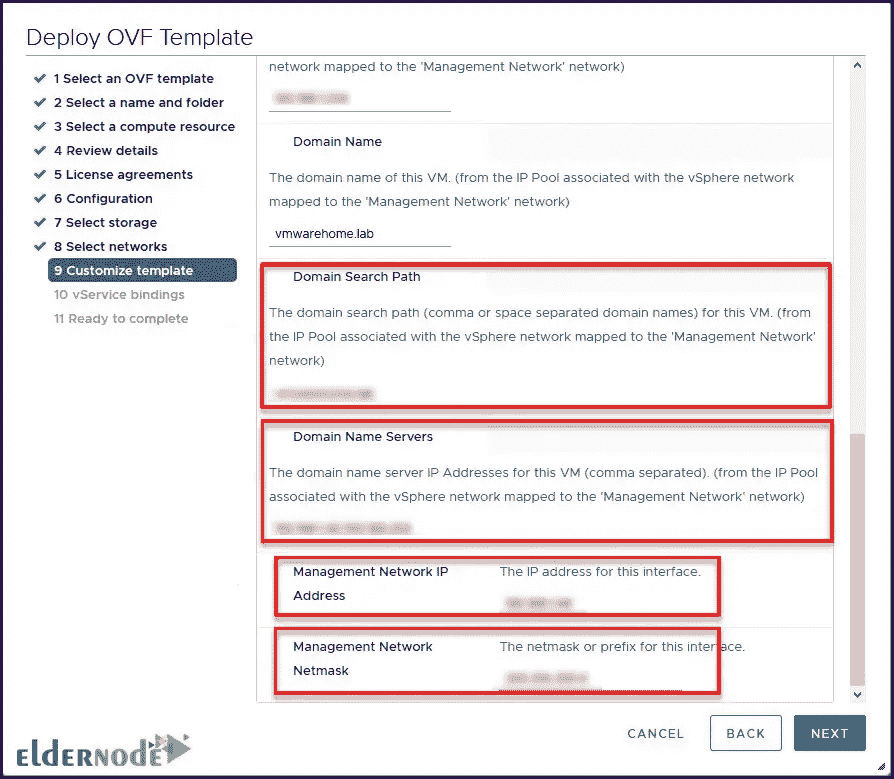 Deploy OVF Template
1 Select an OVF template
2 Select a name and folder
3 Select a compute resource
4 Review details
5 License agreements
6 Configuration
7 Select storage
8 Select networks
9 Customize template
10 vService bindings
11 Ready to complete
network mapped to the 'Management Network' network)
Domain Name
The domain name of this VM. (from the IP Pool associated with the vSphere network
mapped to the 'Management Network' network)
vmwarehome.lab
Domain Search Path
The domain search path (comma or space separated domain names) for this VM. (from
the IP Pool associated with the vSphere network mapped to the 'Management Network'
network)
Domain Name Servers
The domain name server IP Addresses for this VM (comma separated). (from the IP Pool
associated with the vSphere network mapped to the 'Management Network' network)
Management Network IP
Address
The IP address for this interface.
Management Network
Netmask
The netmask or prefix for this interface.
CANCEL
BACK
NEXT
eldernode